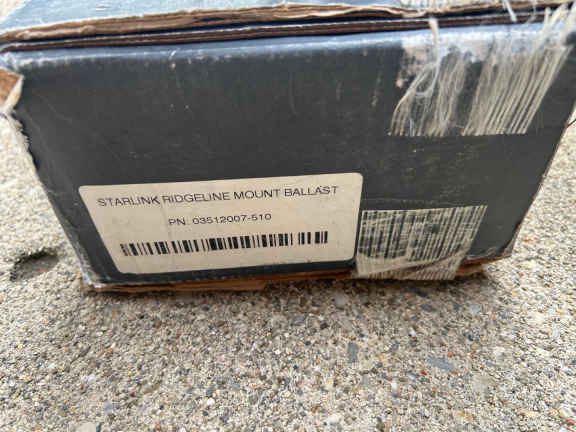 STARLINK RIDGELINE MOUNT BALLAST
PN: 03512007-510